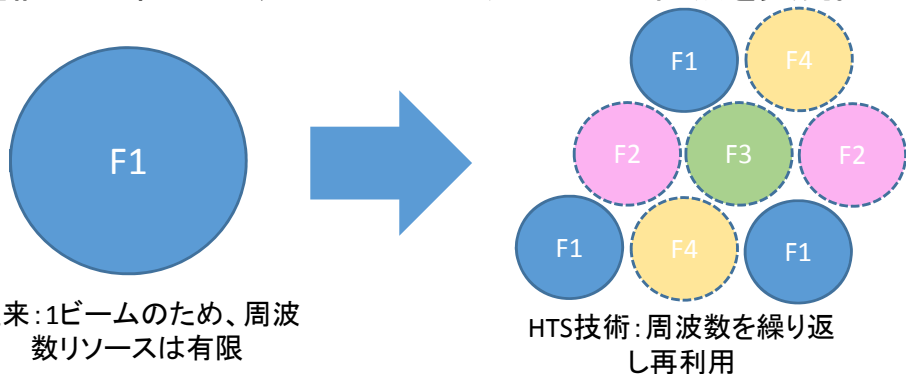 F1
F1
F4
F2
F3
F2
F1
F4
F1
来：1ビームのため、周波
数リソースは有限
HTS技術：周波数を繰り返
し再利用